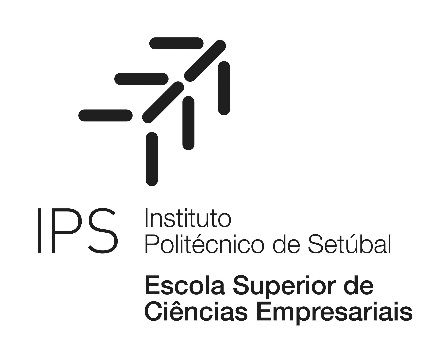 IPS
Instituto
Politécnico de Setúbal
Escola Superior de
Ciências Empresariais